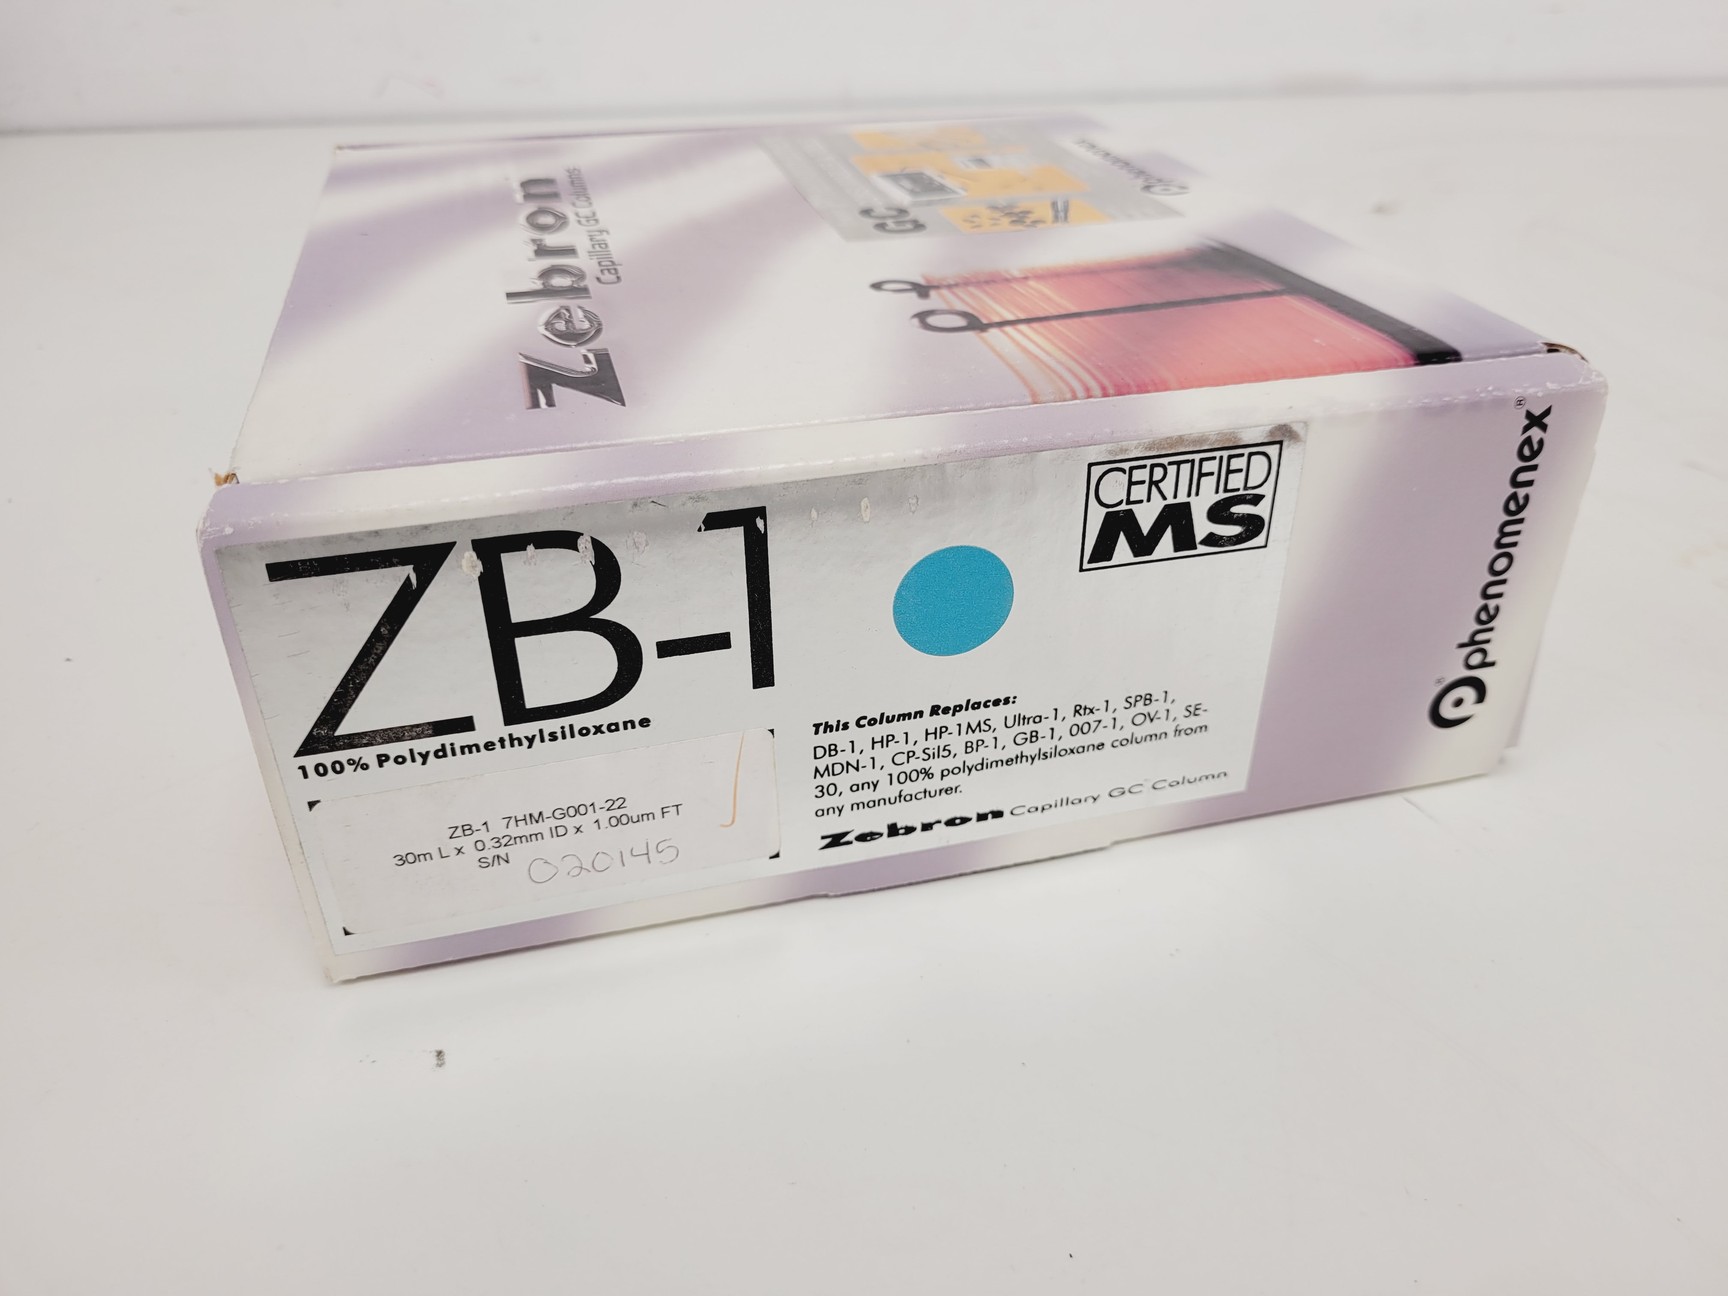 Zebron
Capillary GC Columns
GC
phenomenex
ZB-1
100% Polydimethylsiloxane
CERTIFIED
MS
This Column Replaces:
DB-1, HP-1, HP-1MS, Ultra-1, Rtx-1, SPB-1,
MDN-1, CP-Sil5, BP-1, GB-1, 007-1, OV-1, SE-
30, any 100% polydimethylsiloxane column from
any manufacturer.
Zebron Capillary GC Column
ZB-1 7HM-G001-22
30m L x 0.32mm ID x 1.00um FT
S/N 020145
phenomenex®